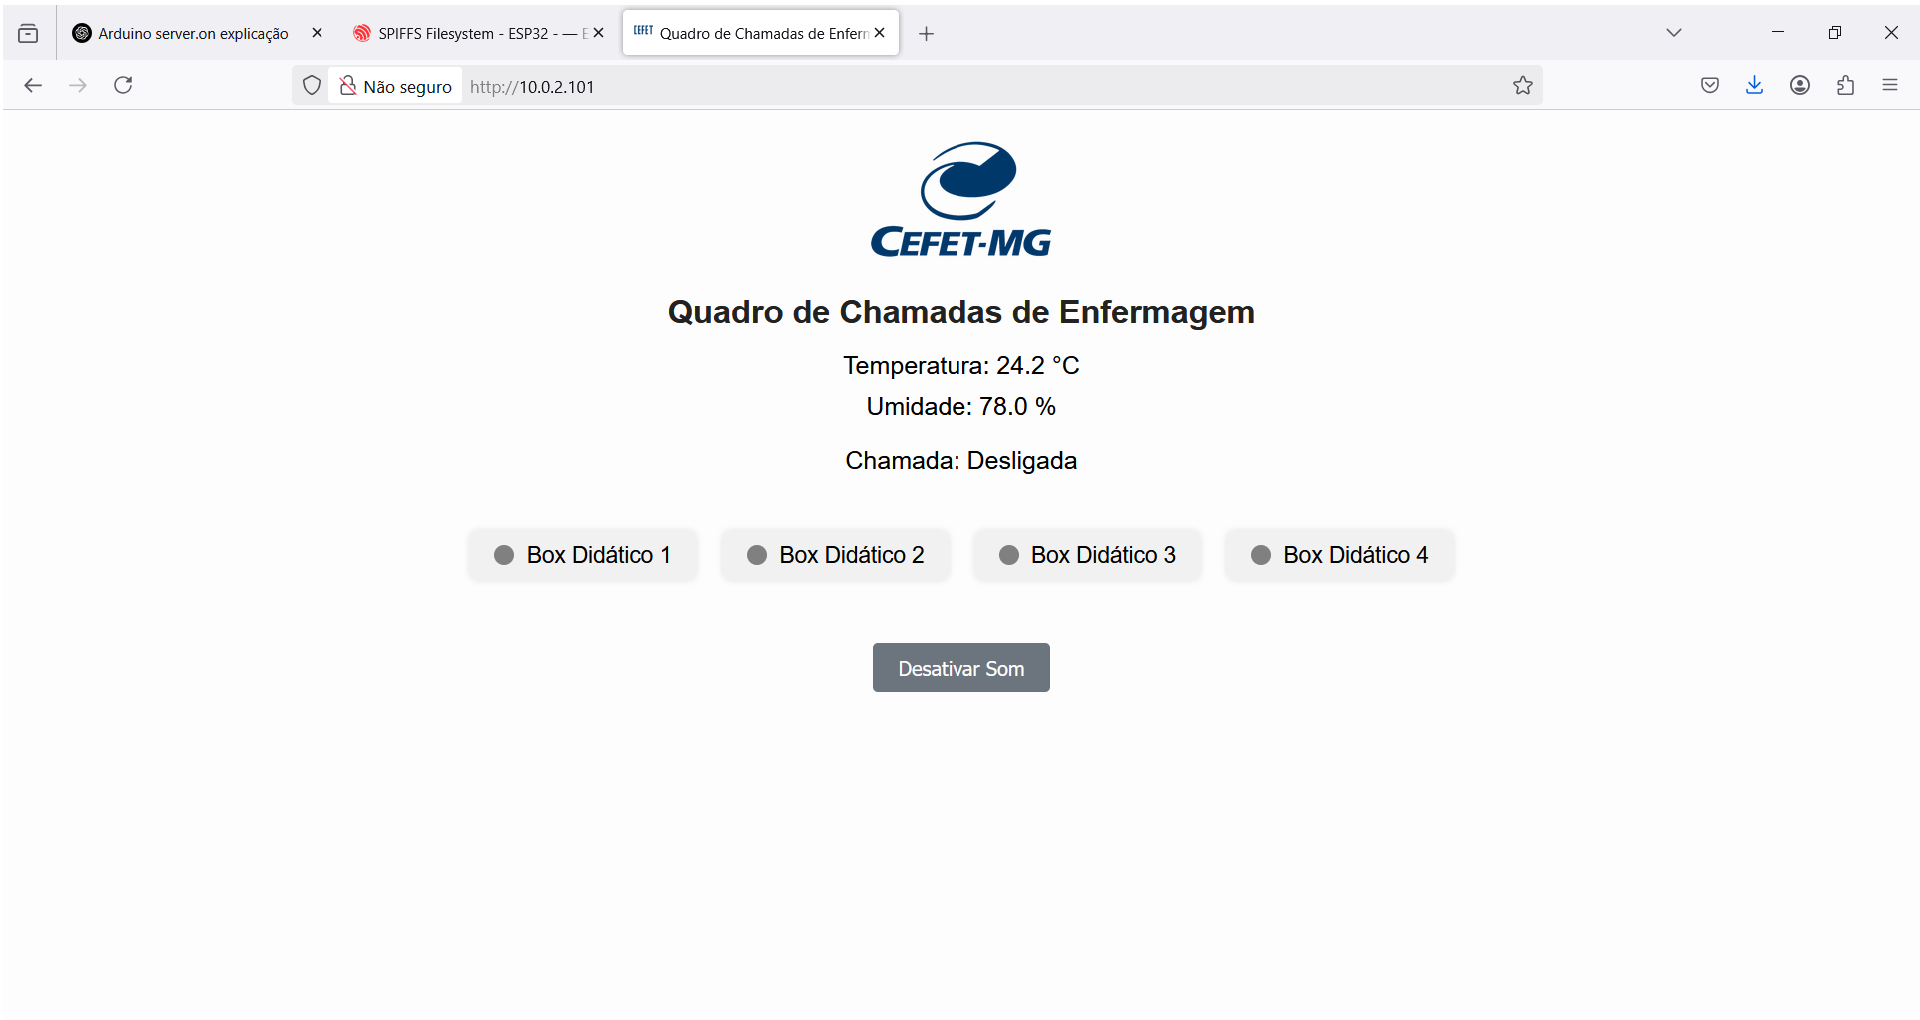 Arduino server.on explicação
SPIFFS Filesystem - ESP32 - — E
CEFET
Quadro de Chamadas de Enfern
Não seguro
http://10.0.2.101
CEFET-MG
Quadro de Chamadas de Enfermagem
Temperatura: 24.2 °C
Umidade: 78.0 %
Chamada: Desligada
Box Didático 1
Box Didático 2
Box Didático 3
Box Didático 4
Desativar Som